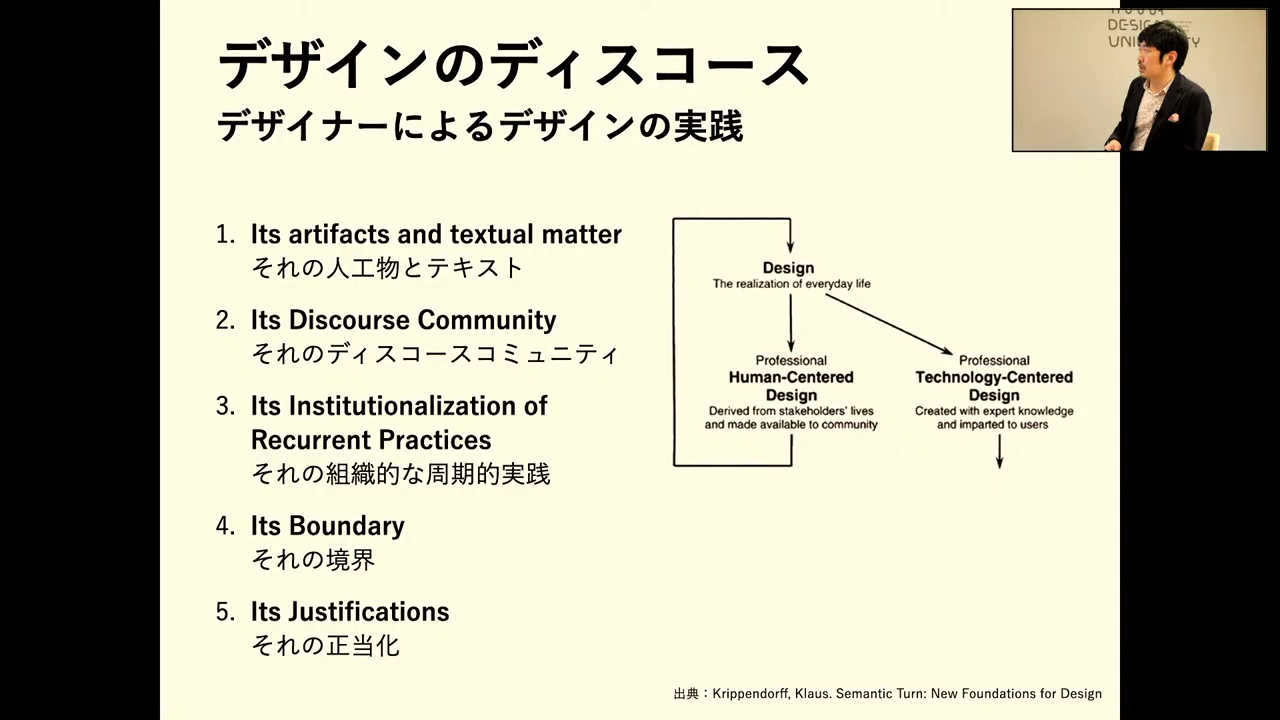 デザインのディスコース
デザイナーによるデザインの実践
1. Its artifacts and textual matter
それの人工物とテキスト
2. Its Discourse Community
それのディスコースコミュニティ
3. Its Institutionalization of
Recurrent Practices
それの組織的な周期的実践
4. Its Boundary
それの境界
5. Its Justifications
それの正当化
Design
The realization of everyday life
Professional
Human-Centered
Design
Derived from stakeholders' lives
and made available to community
Professional
Technology-Centered
Design
Created with expert knowledge
and imparted to users
出典：Krippendorff, Klaus. Semantic Turn: New Foundations for Design